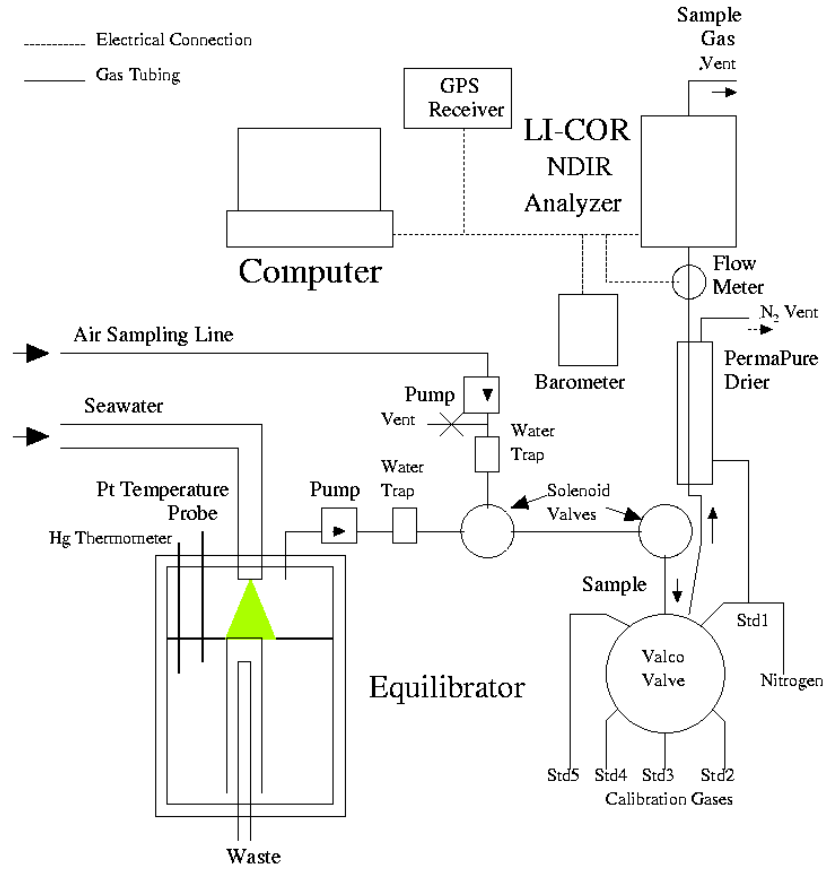 Electrical Connection
Gas Tubing
Sample
Gas
.Vent
GPS
Receiver
LI-COR
NDIR
Analyzer
Computer
Flow
Meter
N2 Vent
Air Sampling Line
PermaPure
Drier
Barometer
Pump
Vent
Seawater
Water
Trap
Pt Temperature
Probe
Hg Thermometer
Pump
Water
Trap
Solenoid
Valves
Sample
Std1
Valco
Valve
Nitrogen
Equilibrator
Std5
Std4
Std3
Std2
Calibration Gases
Waste